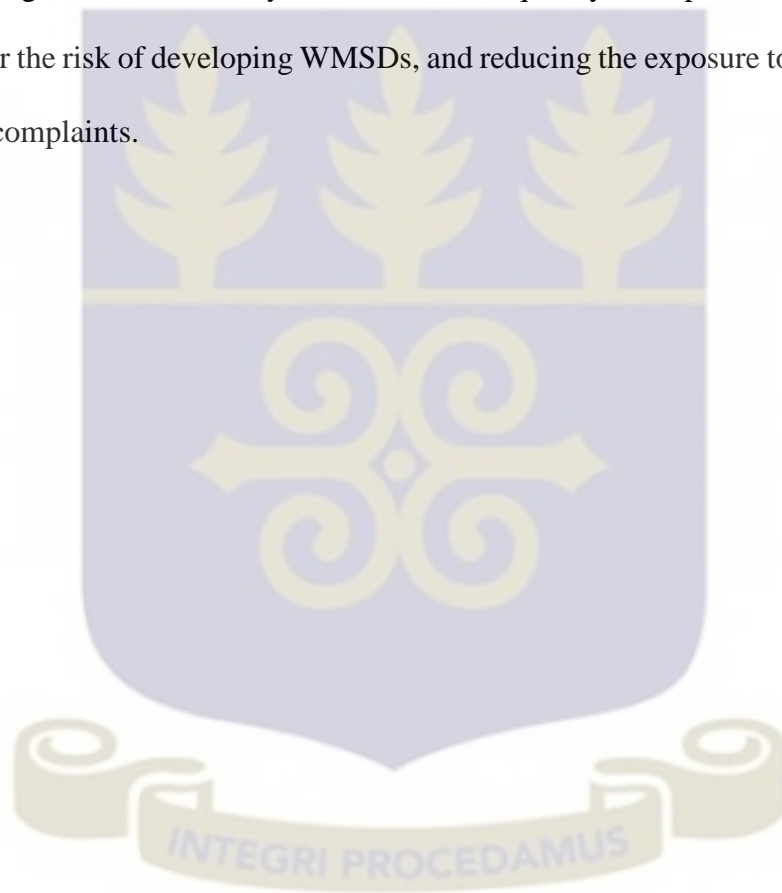 r the risk of developing WMSDs, and reducing the exposure to
complaints.
INTEGRI PROCEDAMUS